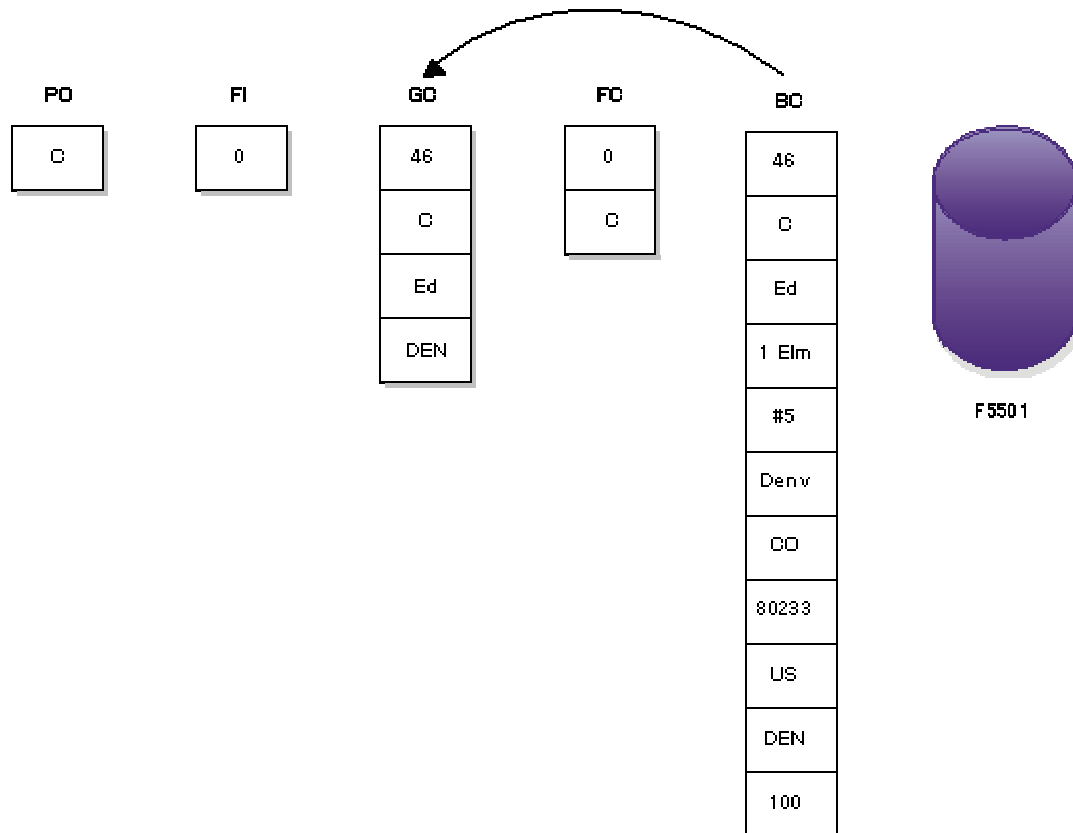 PO
C
FI
0
GC
46
C
Ed
DEN
FC
0
C
BC
46
C
Ed
1 Elm
#5
Denv
CO
80233
US
DEN
100
F5501